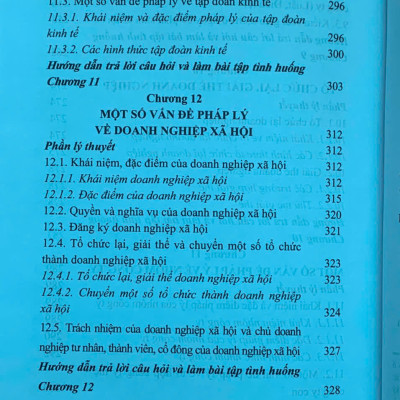 11.3. Một số vấn đề pháp lý về tập đoàn kinh tế 296
11.3.1. Khái niệm và đặc điểm pháp lý của tập đoàn
kinh tế 296
11.3.2. Các hình thức tập đoàn kinh tế 300
Hướng dẫn trả lời câu hỏi và làm bài tập tình huống
Chương 11 303
Chương 12
MỘT SỐ VẤN ĐỀ PHÁP LÝ
VỀ DOANH NGHIỆP XÃ HỘI 312
Phần lý thuyết 312
12.1. Khái niệm, đặc điểm của doanh nghiệp xã hội 312
12.1.1. Khái niệm doanh nghiệp xã hội 312
12.1.2. Đặc điểm của doanh nghiệp xã hội 315
12.2. Quyền và nghĩa vụ của doanh nghiệp xã hội 320
12.3. Đăng ký doanh nghiệp xã hội 321
12.4. Tổ chức lại, giải thể và chuyển một số tổ chức
thành doanh nghiệp xã hội 323
12.4.1. Tổ chức lại, giải thể doanh nghiệp xã hội 323
12.4.2. Chuyển một số tổ chức thành doanh nghiệp
xã hội 324
12.5. Trách nhiệm của doanh nghiệp xã hội và chủ doanh
nghiệp tư nhân, thành viên, cổ đông của doanh nghiệp xã hội 327
Hướng dẫn trả lời câu hỏi và làm bài tập tình huống
Chương 12 328